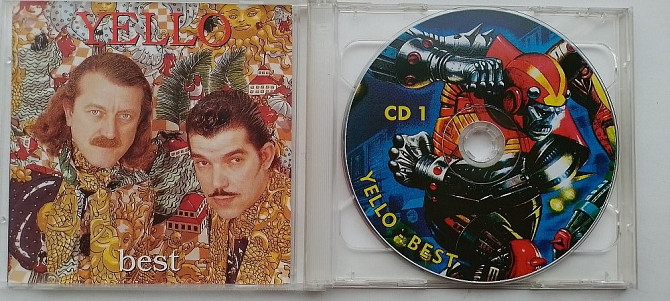 YELLO
best
CD 1
YELLO - BEST